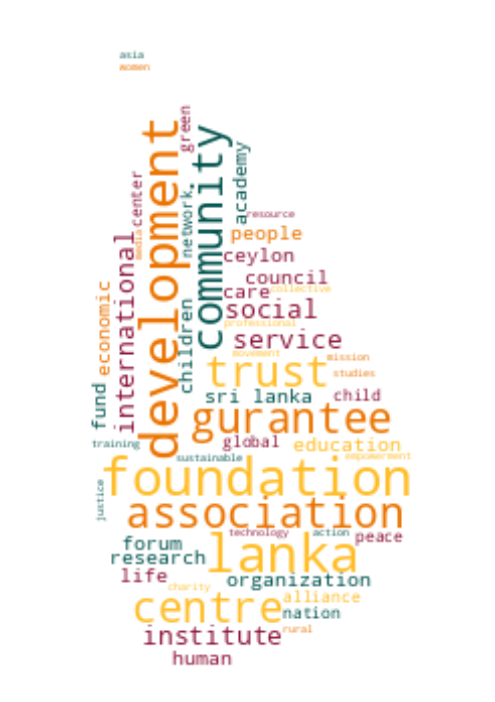 asia
women
green
development
community
academy
center
network
resource
people
media
international
ceylon
council
care
collective
economic
social
children
professional
service
movement
mission
trust
studies
fund
sri lanka
child
gurantee
training
global
education
sustainable
empowerment
foundation
justice
association
technology
action
peace
forum
lanka
research
life
organization
charity
alliance
centre
nation
institute
rural
human